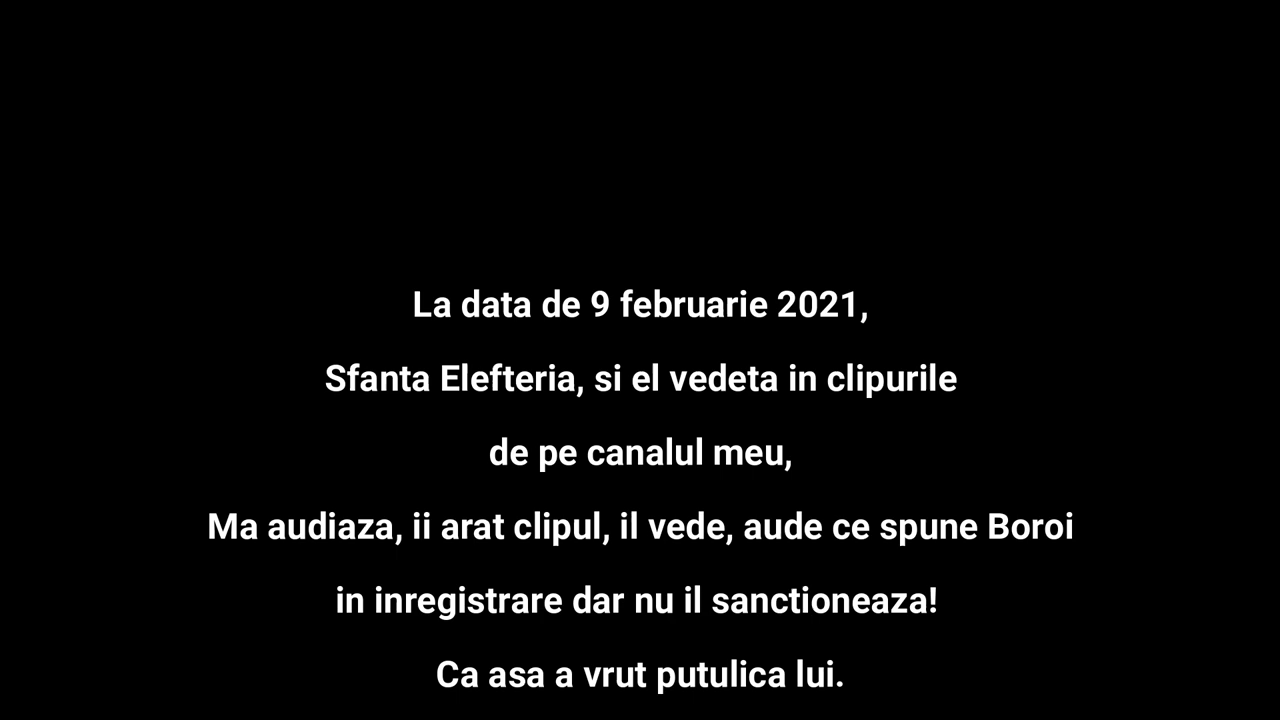 La data de 9 februarie 2021,
Sfanta Elefteria, si el vedeta in clipurile
de pe canalul meu,
Ma audiaza, ii arat clipul, il vede, aude ce spune Boroi
in inregistrare dar nu il sanctioneaza!
Ca asa a vrut putulica lui.